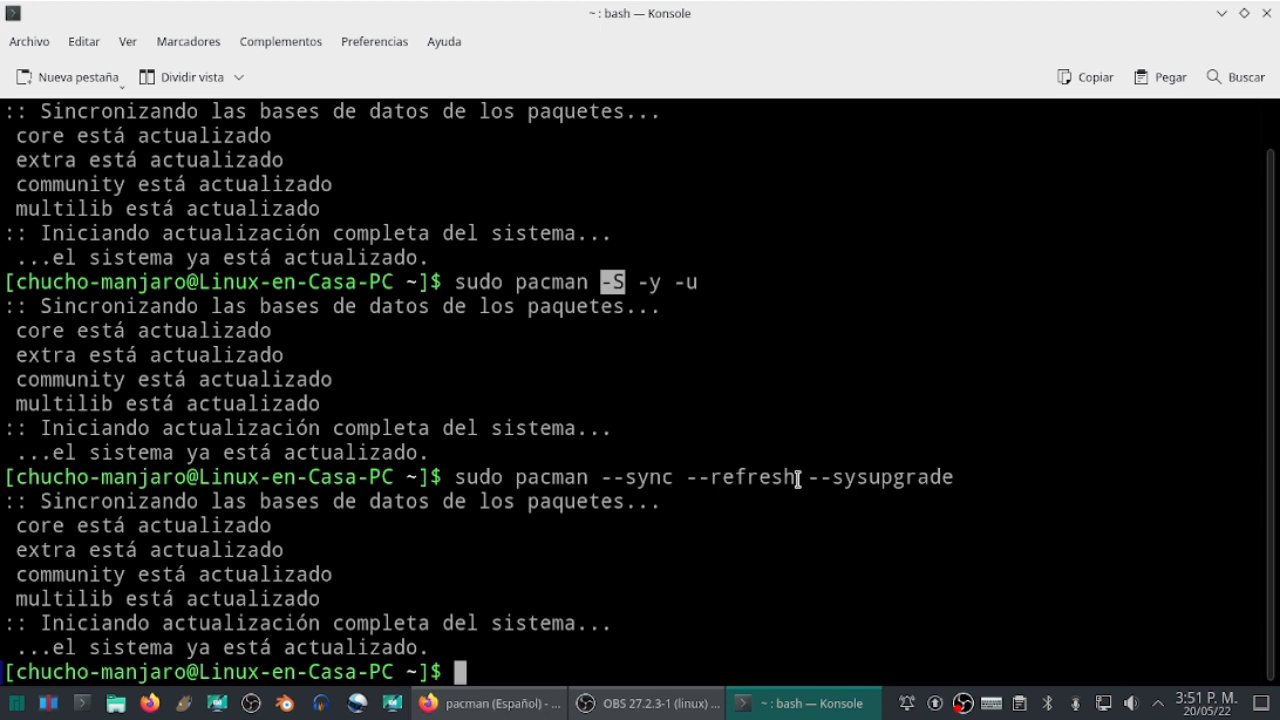 ~ : bash — Konsole
Archivo Editar Ver Marcadores Complementos Preferencias Ayuda
Nueva pestaña Dividir vista Copiar Pegar Buscar
:: Sincronizando las bases de datos de los paquetes...
core está actualizado
extra está actualizado
community está actualizado
multilib está actualizado
:: Iniciando actualización completa del sistema...
...el sistema ya está actualizado.
[chucho-manjaro@Linux-en-Casa-PC ~]$ sudo pacman -S -y -u
:: Sincronizando las bases de datos de los paquetes...
core está actualizado
extra está actualizado
community está actualizado
multilib está actualizado
:: Iniciando actualización completa del sistema...
...el sistema ya está actualizado.
[chucho-manjaro@Linux-en-Casa-PC ~]$ sudo pacman --sync --refresh --sysupgrade
:: Sincronizando las bases de datos de los paquetes...
core está actualizado
extra está actualizado
community está actualizado
multilib está actualizado
:: Iniciando actualización completa del sistema...
...el sistema ya está actualizado.
[chucho-manjaro@Linux-en-Casa-PC ~]$
pacman (Español) - ... OBS 27.2.3-1 (linux) ... ~ : bash — Konsole 3:51 P. M.
20/05/22